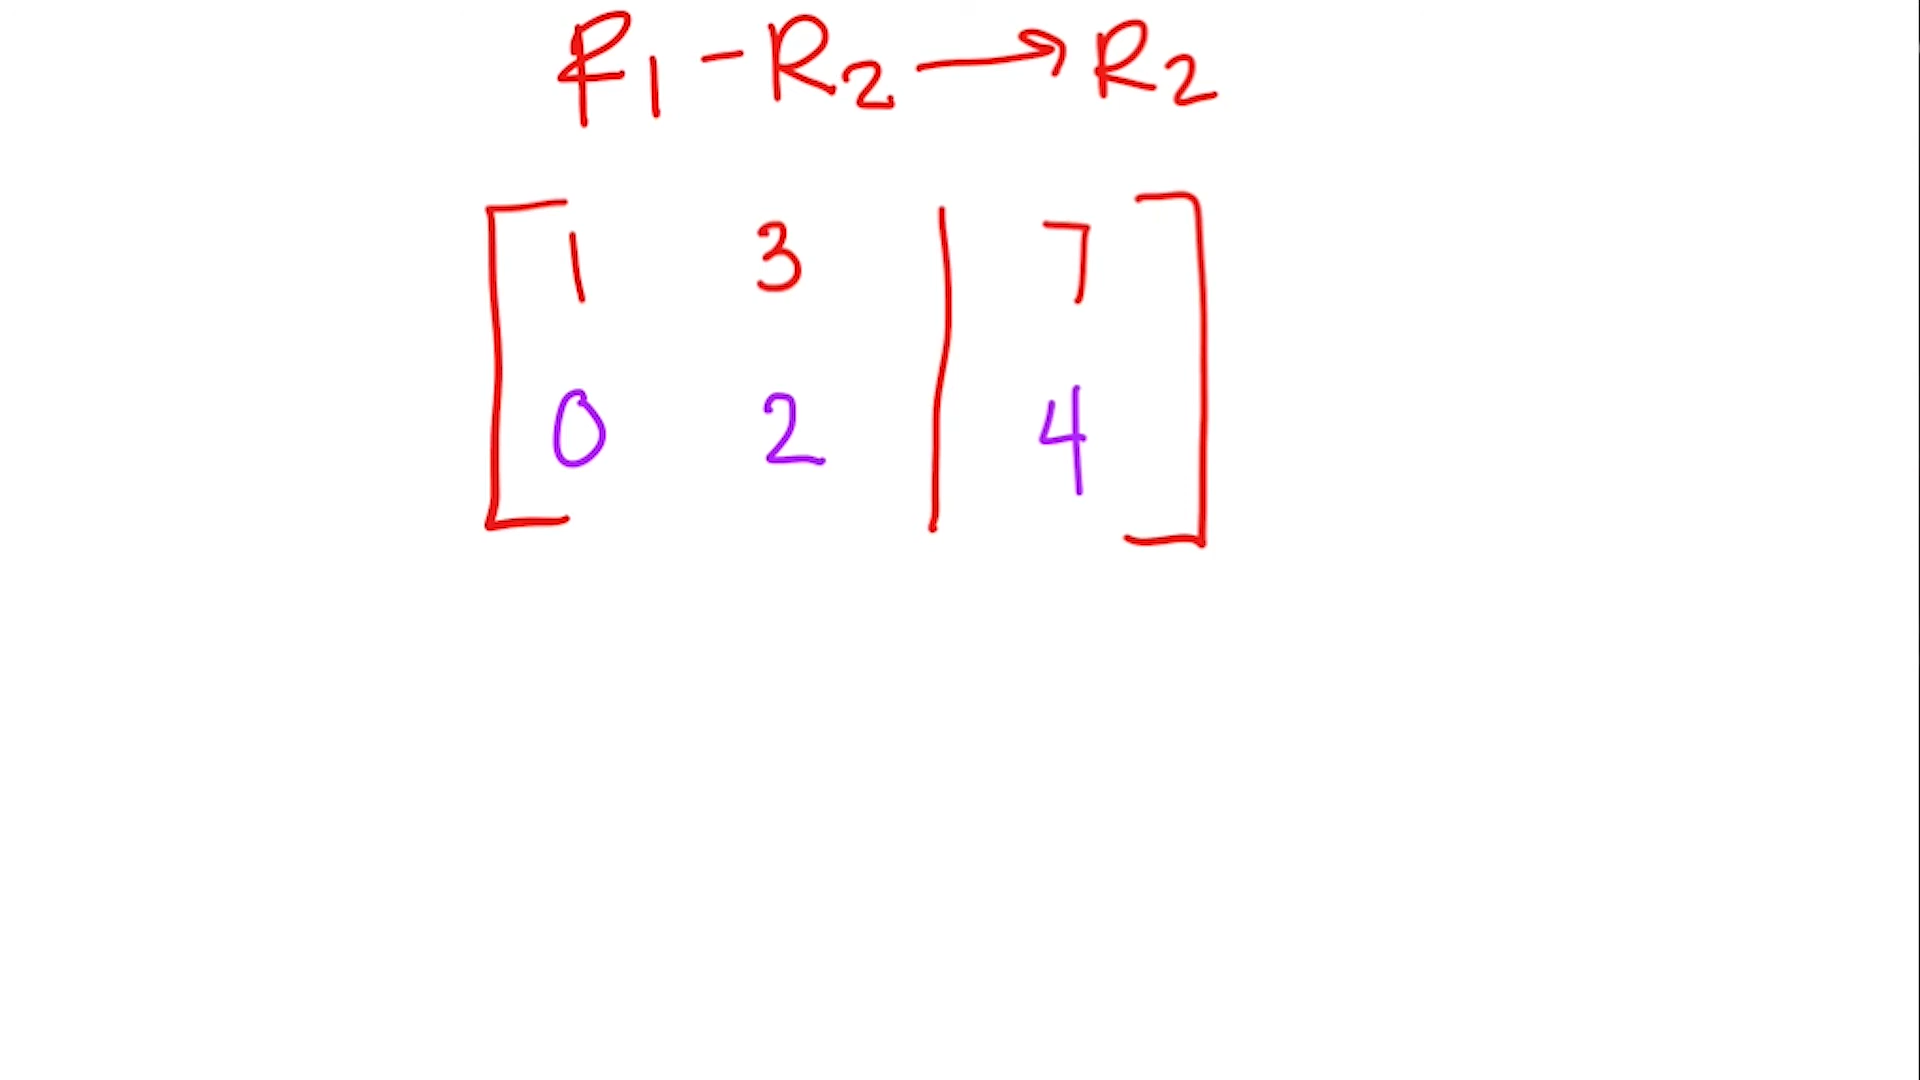 R₁ - R₂ → R₂
1 3 | 7
0 2 | 4